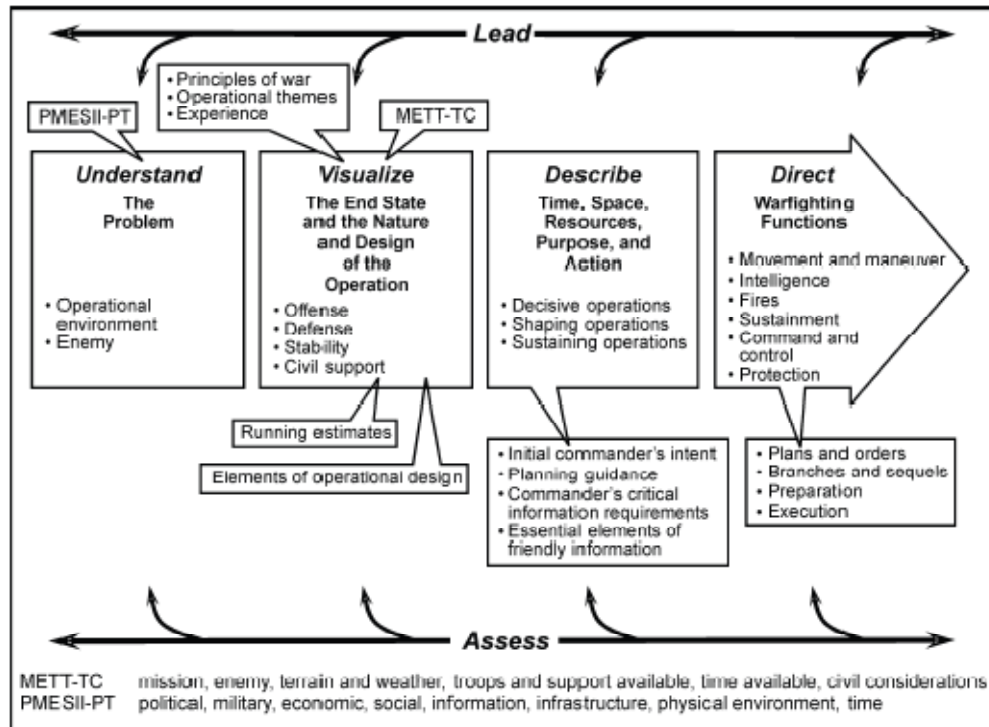 Lead
• Principles of war
• Operational themes
• Experience
PMESII-PT
METT-TC
Understand
The
Problem
• Operational
environment
• Enemy
Visualize
The End State
and the Nature
and Design
of the
Operation
• Offense
• Defense
• Stability
• Civil support
Describe
Time, Space,
Resources,
Purpose, and
Action
• Decisive operations
• Shaping operations
• Sustaining operations
Direct
Warfighting
Functions
• Movement and maneuver
• Intelligence
• Fires
• Sustainment
• Command and
control
• Protection
Running estimates
Elements of operational design
• Initial commander's intent
• Planning guidance
• Commander's critical
information requirements
• Essential elements of
friendly information
• Plans and orders
• Branches and sequels
• Preparation
• Execution
Assess
METT-TC mission, enemy, terrain and weather, troops and support available, time available, civil considerations
PMESII-PT political, military, economic, social, information, infrastructure, physical environment, time